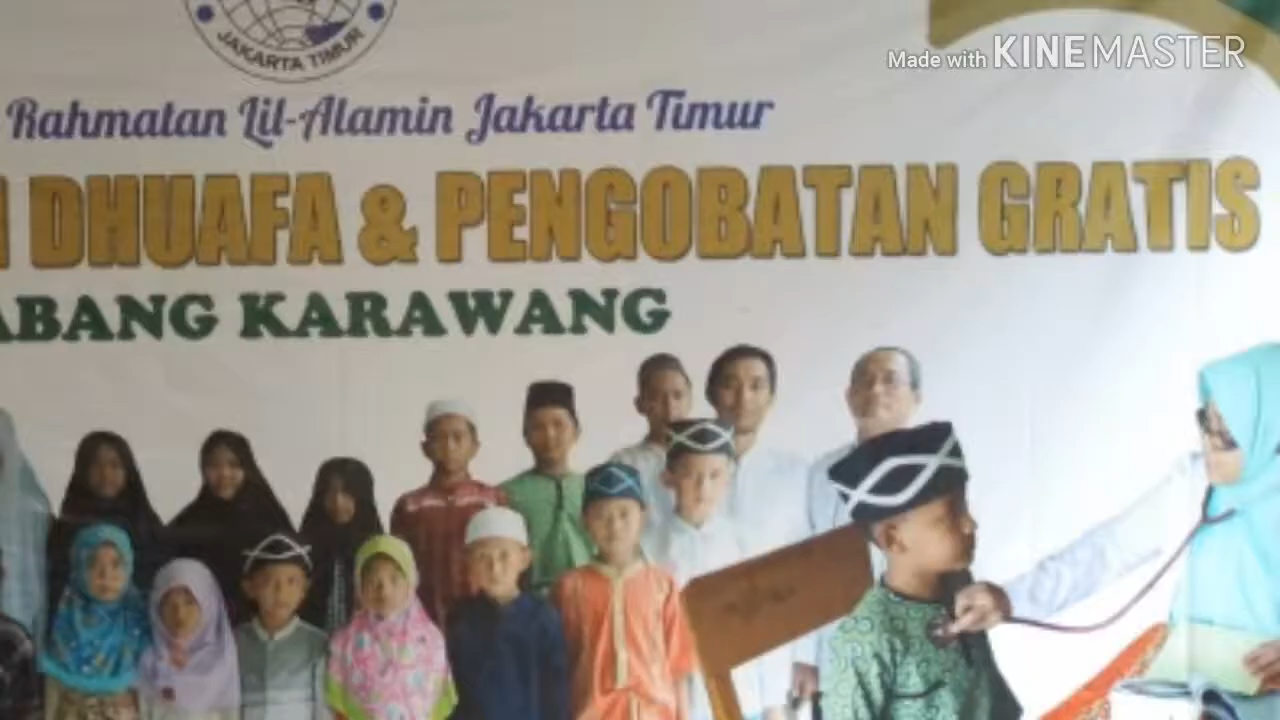 JAKARTA TIMUR
Made with KINEMASTER
Rahmatan Lil-Alamin Jakarta Timur
DHUAFA & PENGOBATAN GRATIS
ABANG KARAWANG